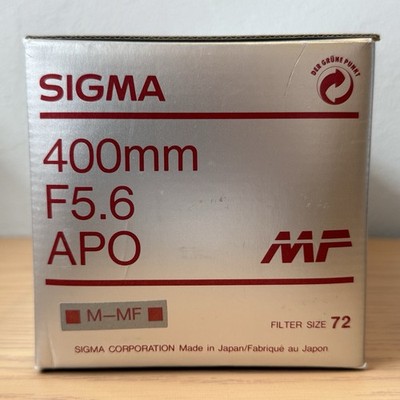 SIGMA
DER GRÜNE PUNKT
400mm
F5.6
APO
MF
M–MF
FILTER SIZE 72
SIGMA CORPORATION Made in Japan/Fabriqué au Japon